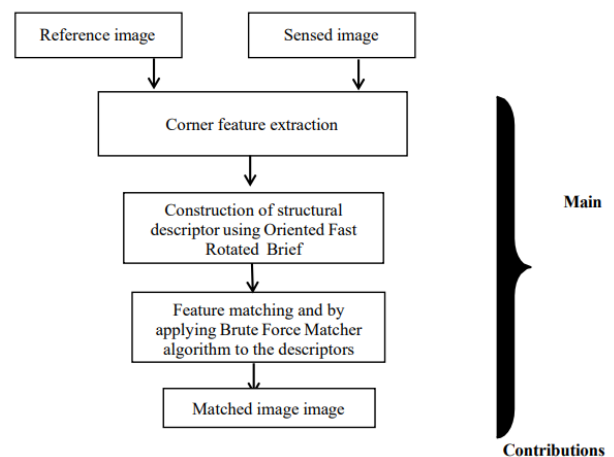 Reference image
Sensed image
Corner feature extraction
Main
Construction of structural
descriptor using Oriented Fast
Rotated Brief
Feature matching and by
applying Brute Force Matcher
algorithm to the descriptors
Matched image image
Contributions